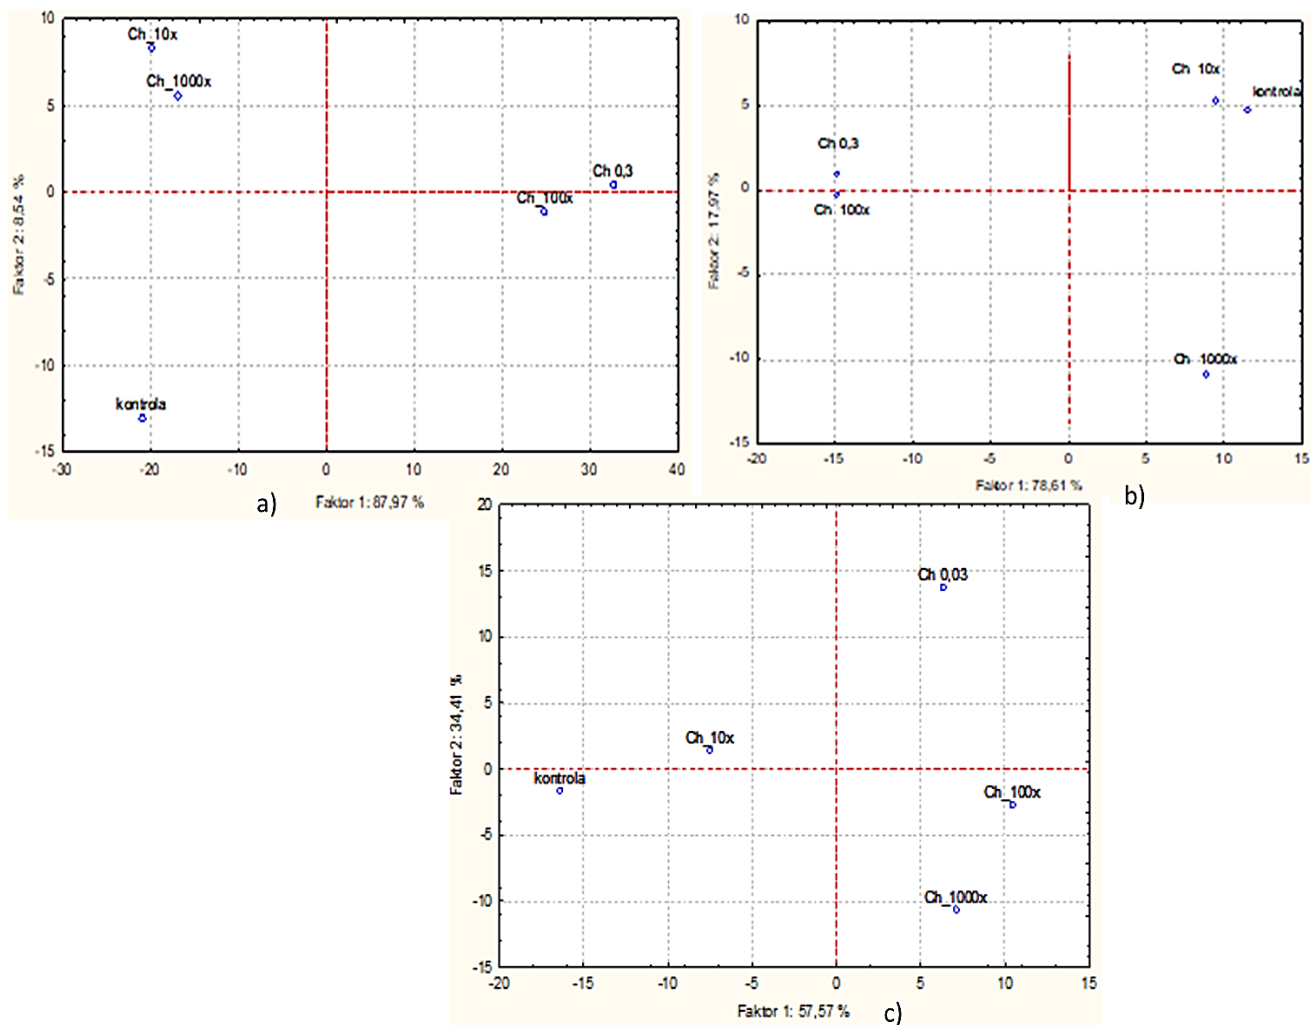 10
Ch_10x
Ch_1000x
5
Ch 0,3
0
Ch_100x
-5
-10
kontrola
-15
-30
-20
-10
0
10
20
30
40
Faktor 2: 8,54 %
Faktor 1: 87,97 %
a)
10
Ch 10x
kontrola
5
Ch 0,3
0
Ch 100x
-5
-10
Ch 1000x
-15
-20
-15
-10
-5
0
5
10
15
Faktor 2: 17,97 %
Faktor 1: 78,61 %
b)
20
15
Ch 0,03
10
5
Ch_10x
0
kontrola
Ch_100x
-5
-10
Ch_1000x
-15
-20
-15
-10
-5
0
5
10
15
Faktor 2: 34,41 %
Faktor 1: 57,57 %
c)